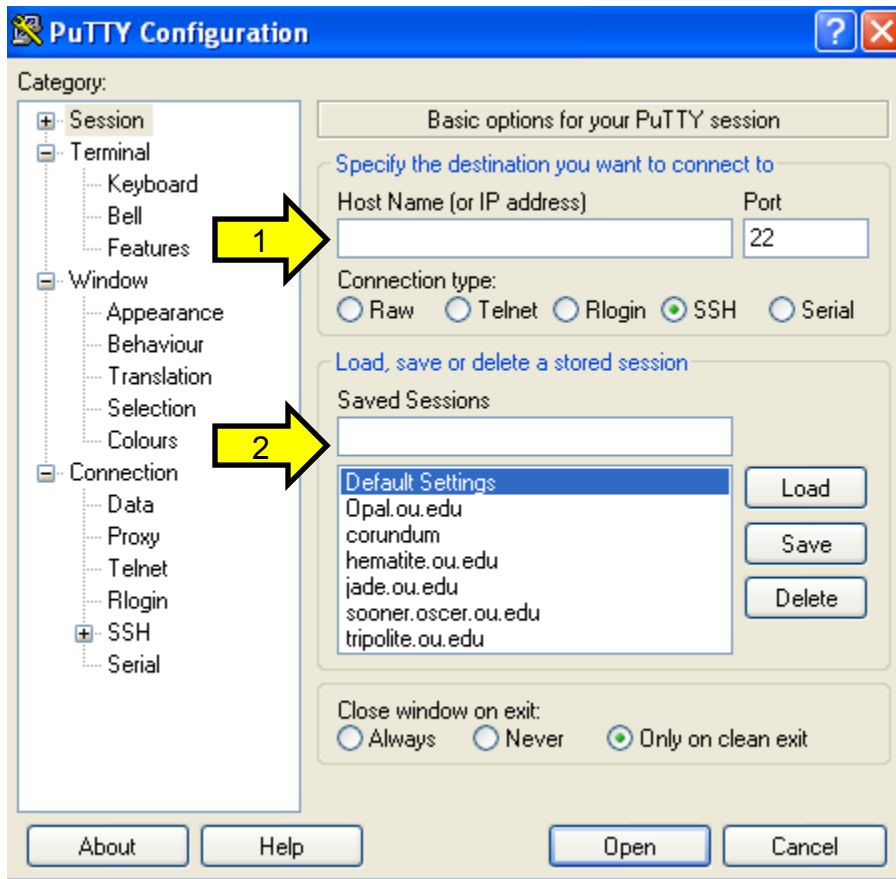 PuTTY Configuration
Category:
Session
Terminal
Keyboard
Bell
Features
Window
Appearance
Behaviour
Translation
Selection
Colours
Connection
Data
Proxy
Telnet
Rlogin
SSH
Serial
Basic options for your PuTTY session
Specify the destination you want to connect to
Host Name (or IP address) Port
1
22
Connection type:
Raw Telnet Rlogin SSH Serial
Load, save or delete a stored session
Saved Sessions
2
Default Settings
Opal.ou.edu
corundum
hematite.ou.edu
jade.ou.edu
sooner.oscer.ou.edu
tripolite.ou.edu
Load
Save
Delete
Close window on exit:
Always Never Only on clean exit
About Help Open Cancel